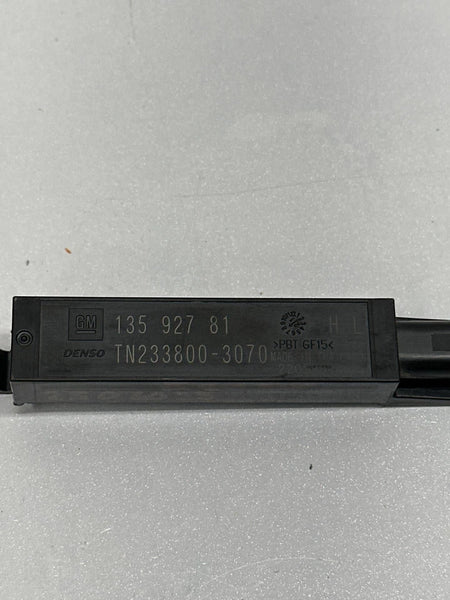 GM 135 927 81 H L
>PBT GF15<
DENSO TN233800-3070